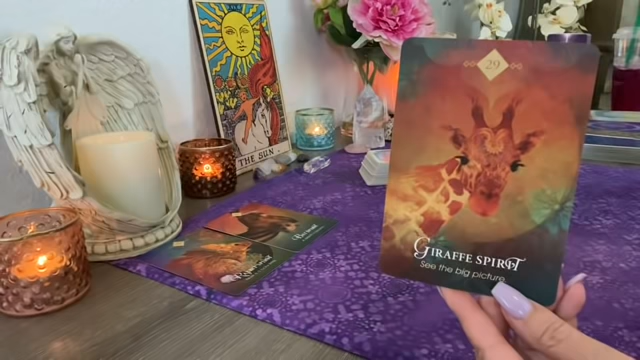 THE SUN.
29
GIRAFFE SPIRIT
See the big picture